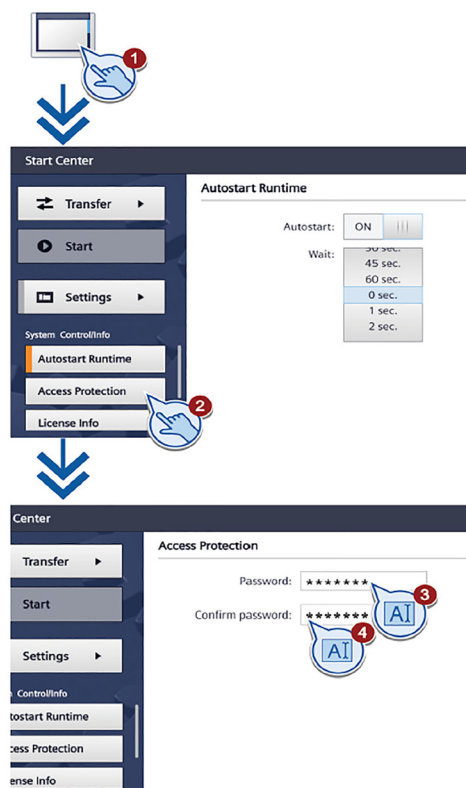 1
Start Center
Autostart Runtime
Transfer
Autostart: ON
Start
Wait:
45 sec.
60 sec.
Settings
0 sec.
1 sec.
2 sec.
System Control/Info
Autostart Runtime
Access Protection
2
License Info
Center
Access Protection
Transfer
Password: *******
3
AI
Start
Confirm password: *******
4
AI
Settings
Control/Info
tostart Runtime
cess Protection
ense Info